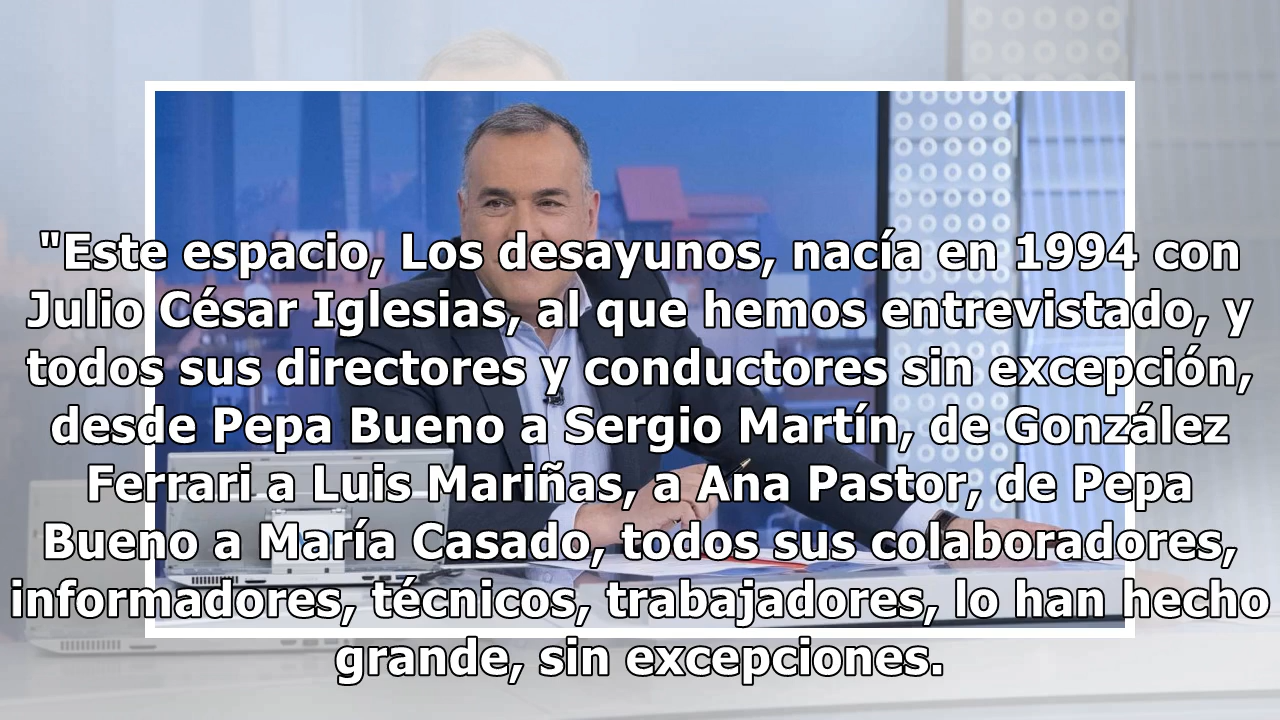 "Este espacio, Los desayunos, nacía en 1994 con
Julio César Iglesias, al que hemos entrevistado, y
todos sus directores y conductores sin excepción,
desde Pepa Bueno a Sergio Martín, de González
Ferrari a Luis Mariñas, a Ana Pastor, de Pepa
Bueno a María Casado, todos sus colaboradores,
informadores, técnicos, trabajadores, lo han hecho
grande, sin excepciones.